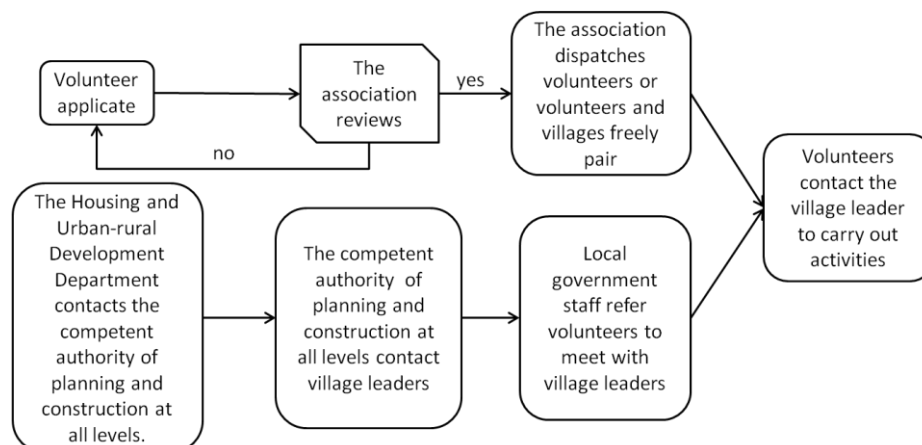 Volunteer
applicate
The
association
reviews
yes
no
The association
dispatches
volunteers or
volunteers and
villages freely
pair
Volunteers
contact the
village leader
to carry out
activities
The Housing and
Urban-rural
Development
Department
contacts the
competent
authority of
planning and
construction at
all levels.
The competent
authority of
planning and
construction at
all levels contact
village leaders
Local
government
staff refer
volunteers to
meet with
village leaders